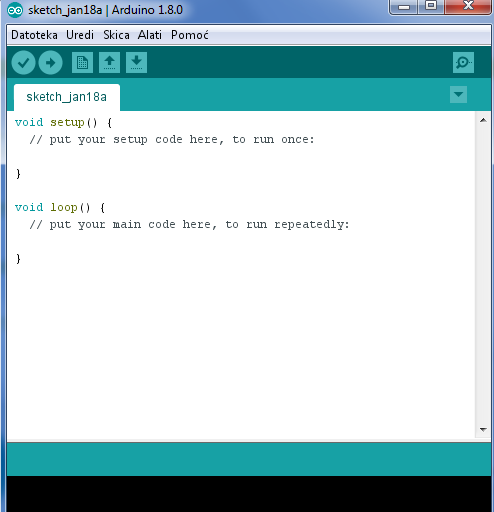 sketch_jan18a | Arduino 1.8.0
Datoteka Uredi Skica Alati Pomoć
sketch_jan18a
void setup() {
  // put your setup code here, to run once:
}
void loop() {
  // put your main code here, to run repeatedly:
}